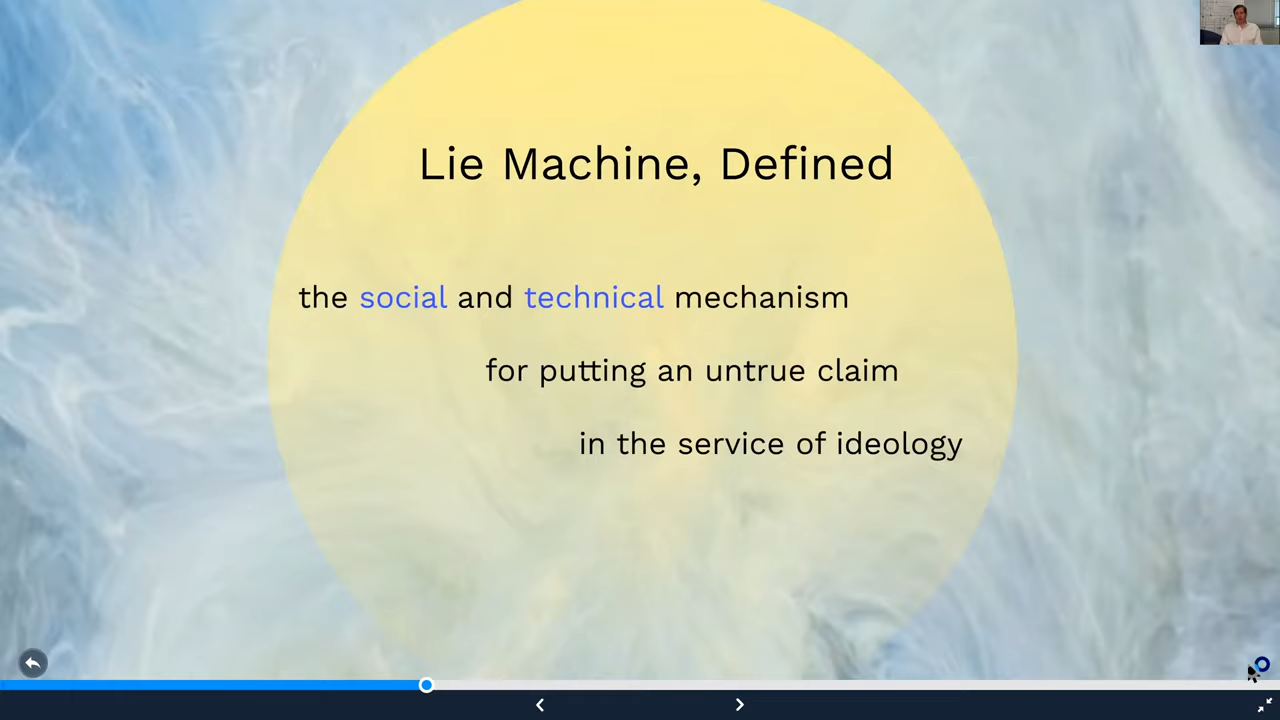 Lie Machine, Defined
the social and technical mechanism
for putting an untrue claim
in the service of ideology